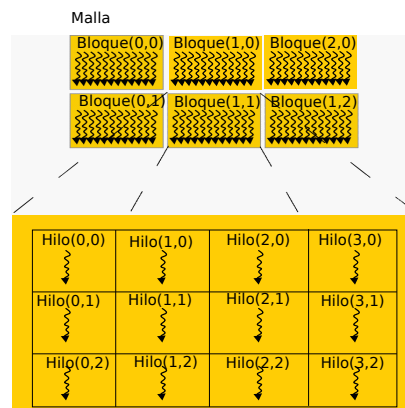 Malla
Bloque(0,0) Bloque(1,0) Bloque(2,0)
Bloque(0,1) Bloque(1,1) Bloque(1,2)
Hilo(0,0) Hilo(1,0) Hilo(2,0) Hilo(3,0)
Hilo(0,1) Hilo(1,1) Hilo(2,1) Hilo(3,1)
Hilo(0,2) Hilo(1,2) Hilo(2,2) Hilo(3,2)